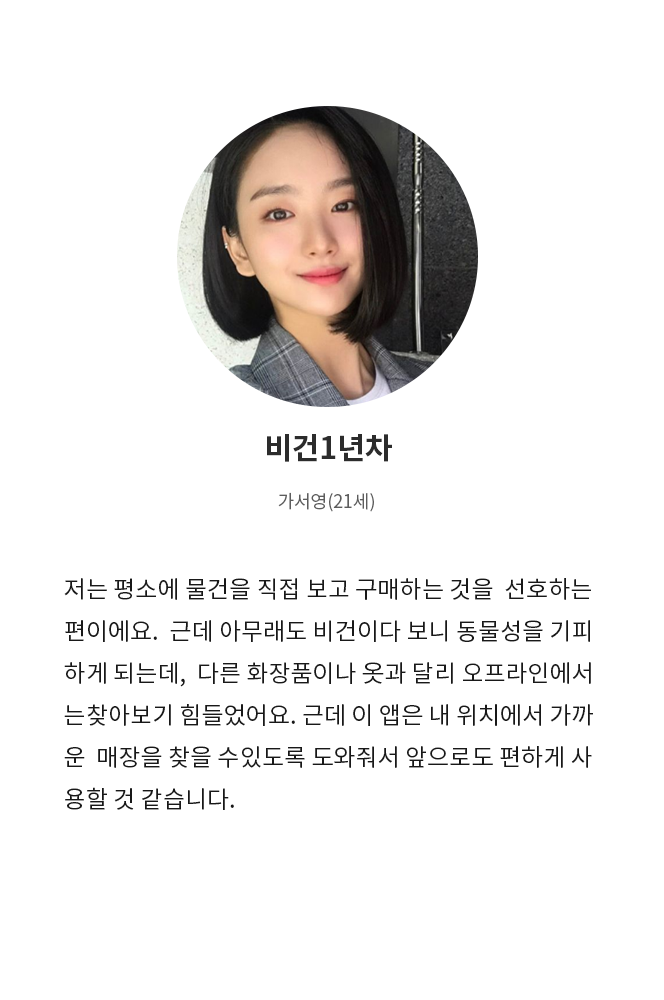 비건1년차
가서영(21세)
저는 평소에 물건을 직접 보고 구매하는 것을  선호하는
편이에요.  근데 아무래도 비건이다 보니 동물성을 기피
하게 되는데,  다른 화장품이나 옷과 달리 오프라인에서
는찾아보기 힘들었어요. 근데 이 앱은 내 위치에서 가까
운  매장을 찾을 수있도록 도와줘서 앞으로도 편하게 사
용할 것 같습니다.